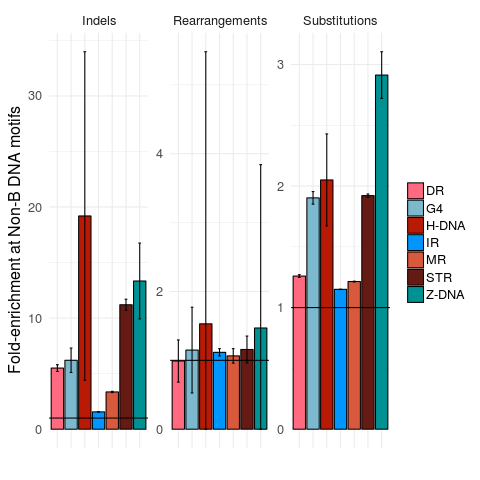 Indels
Rearrangements
Substitutions
Fold-enrichment at Non-B DNA motifs
30
20
10
0
4
2
0
3
2
1
0
DR
G4
H-DNA
IR
MR
STR
Z-DNA